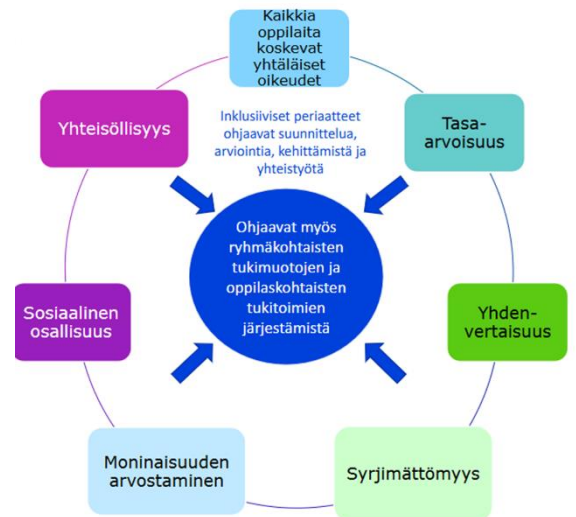 Kaikkia
oppilaita
koskevat
yhtäläiset
oikeudet
Yhteisöllisyys
Inklusiiviset periaatteet
ohjaavat suunnittelua,
arviointia, kehittämistä ja
yhteistyötä
Tasa-
arvoisuus
Ohjaavat myös
ryhmäkohtaisten
tukimuotojen ja
oppilaskohtaisten
tukitoimien
järjestämistä
Sosiaalinen
osallisuus
Yhden-
vertaisuus
Moninaisuuden
arvostaminen
Syrjimättömyys